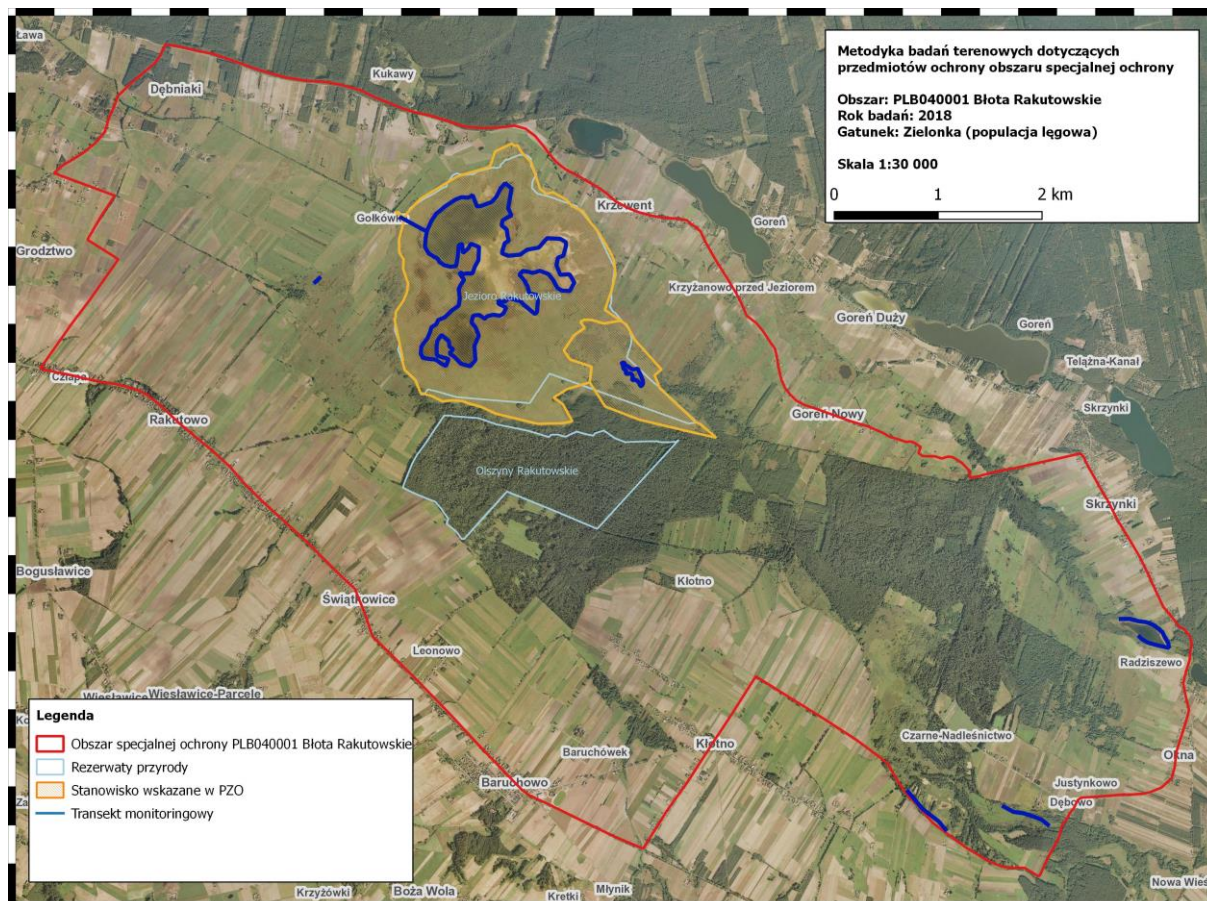 Ława
Dębniaki
Kukawy
Metodyka badań terenowych dotyczących
przedmiotów ochrony obszaru specjalnej ochrony
Obszar: PLB040001 Błota Rakutowskie
Rok badań: 2018
Gatunek: Zielonka (populacja lęgowa)
Skala 1:30 000
0 1 2 km
Gołkówka
Krzewent
Goreń
Grodztwo
Jezioro Rakutowskie
Krzyżanowo przed Jeziorem
Goreń Duży
Goreń
Telążna-Kanał
Człapa
Rakutowo
Goreń Nowy
Skrzynki
Olszyny Rakutowskie
Skrzynki
Bogusławice
Kłotno
Świątkowice
Leonowo
Radziszewo
Wiesławice
Wiesławice-Parcele
Czarne-Nadleśnictwo
Kłotno
Baruchówek
Okna
Baruchowo
Justynkowo
Dębowo
Legenda
Obszar specjalnej ochrony PLB040001 Błota Rakutowskie
Rezerwaty przyrody
Stanowisko wskazane w PZO
Transekt monitoringowy
Krzyżówki
Boża Wola
Kretki
Młynik
Nowa Wieś